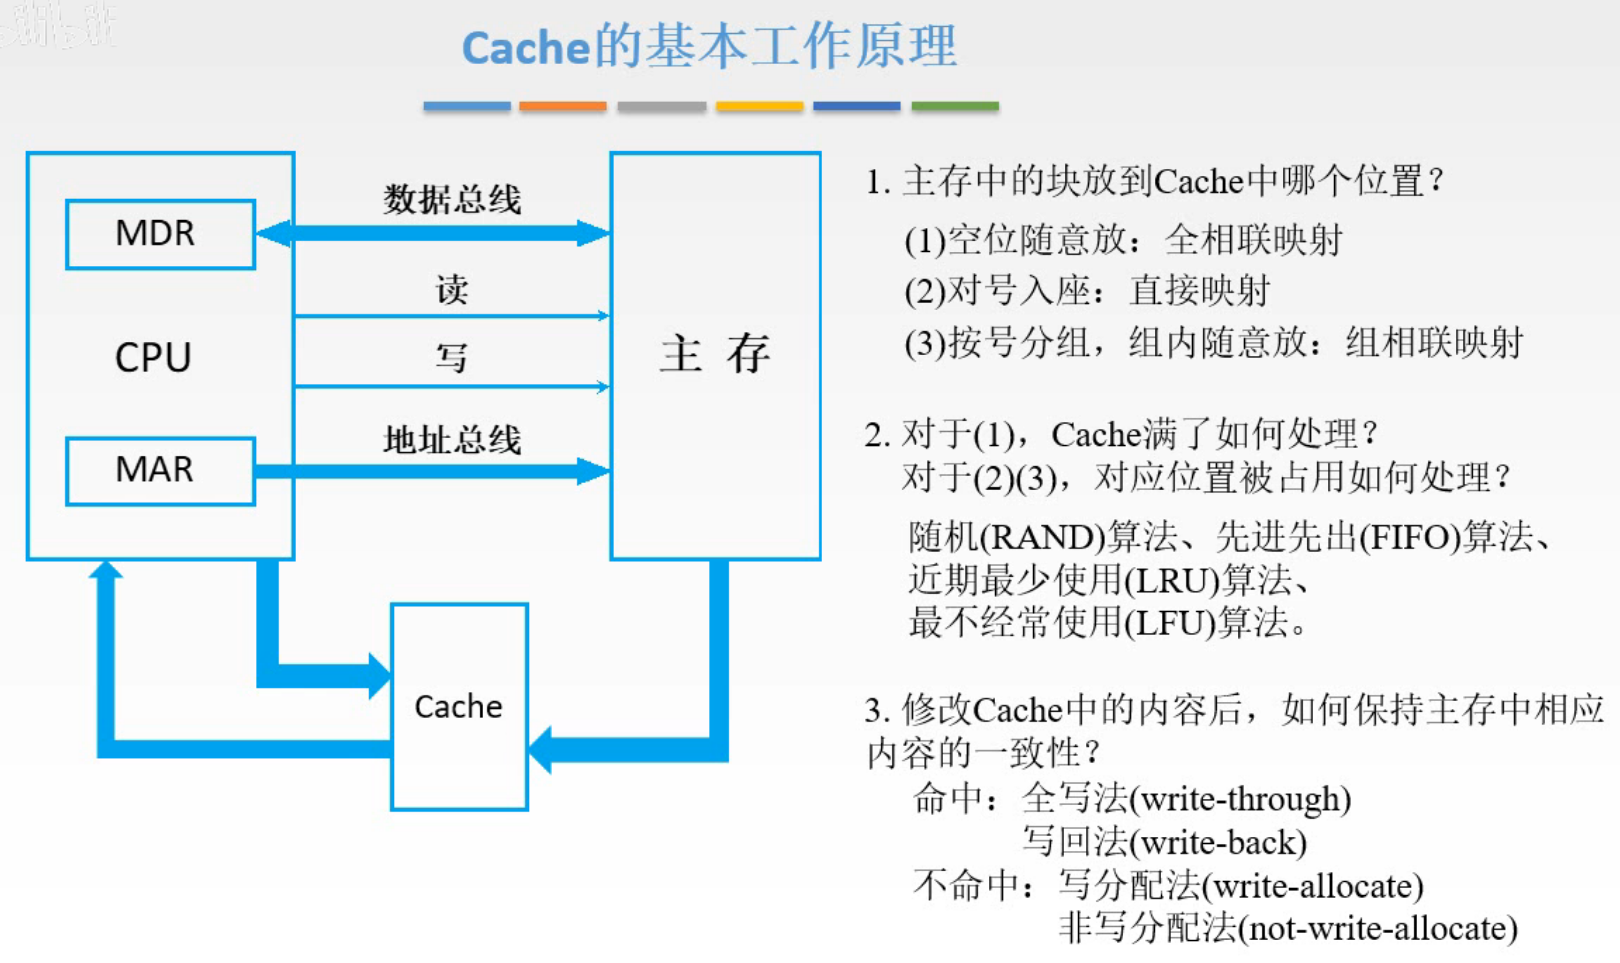 Cache的基本工作原理
MDR
CPU
MAR
数据总线
读
写
地址总线
主 存
Cache
1. 主存中的块放到Cache中哪个位置？
(1)空位随意放：全相联映射
(2)对号入座：直接映射
(3)按号分组，组内随意放：组相联映射
2. 对于(1)，Cache满了如何处理？
对于(2)(3)，对应位置被占用如何处理？
随机(RAND)算法、先进先出(FIFO)算法、
近期最少使用(LRU)算法、
最不经常使用(LFU)算法。
3. 修改Cache中的内容后，如何保持主存中相应
内容的一致性？
命中：全写法(write-through)
写回法(write-back)
不命中：写分配法(write-allocate)
非写分配法(not-write-allocate)